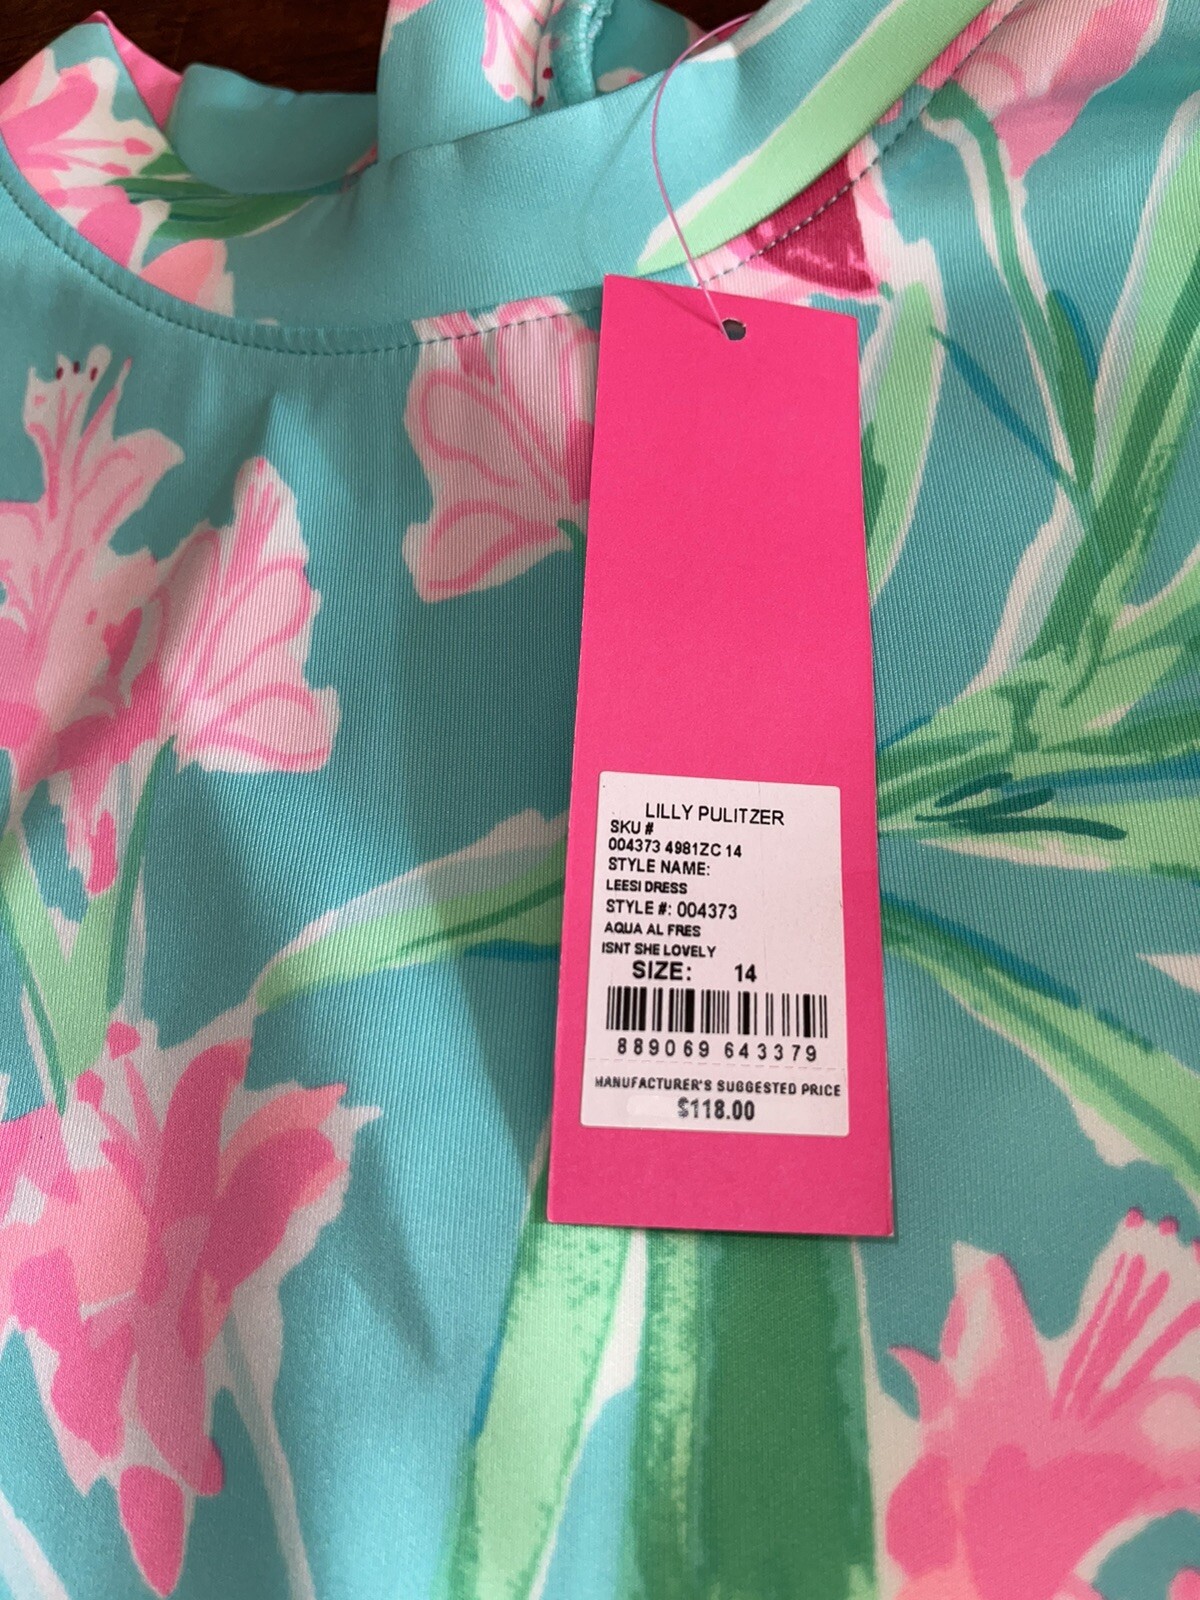 LILLY PULITZER
SKU #
004373 4981ZC 14
STYLE NAME:
LEESI DRESS
STYLE #: 004373
AQUA AL FRES
ISNT SHE LOVELY
SIZE: 14
889069 643379
MANUFACTURER'S SUGGESTED PRICE
$118.00